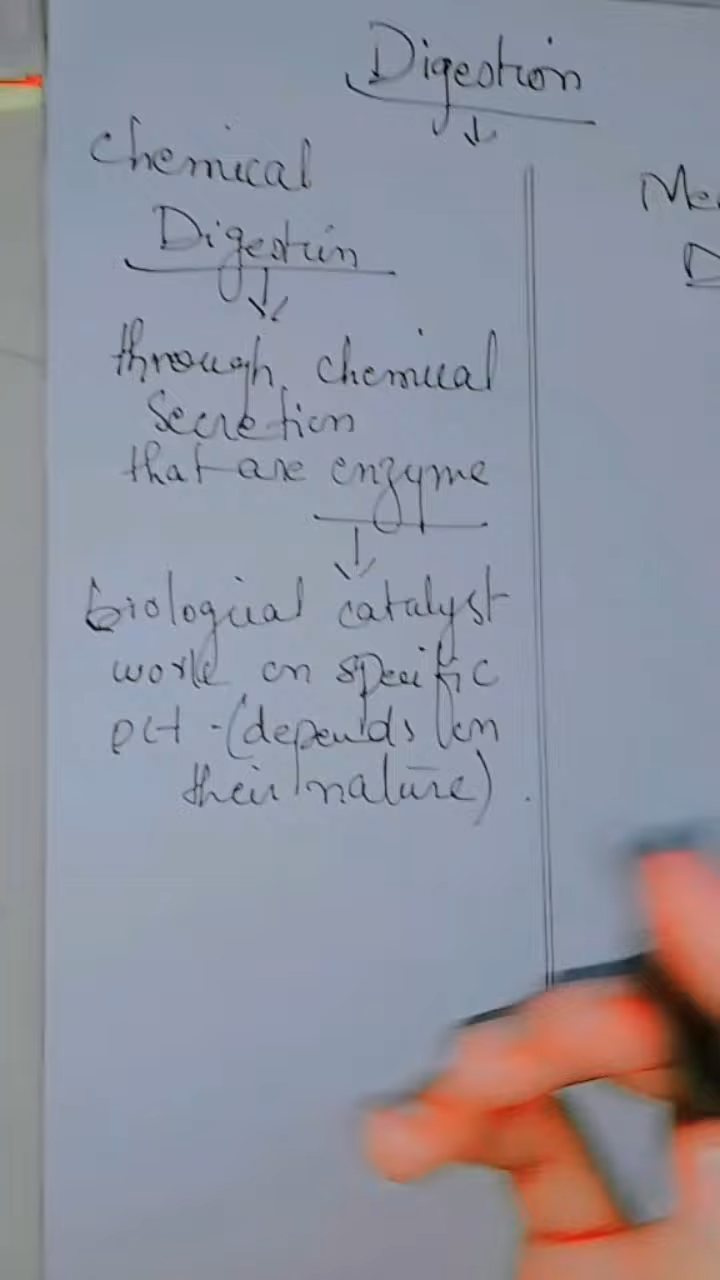 Digestion
chemical
Digestion
through chemical
secretion
that are enzyme
biological catalyst
work on specific
pH - (depends on
their nature).
Me
D